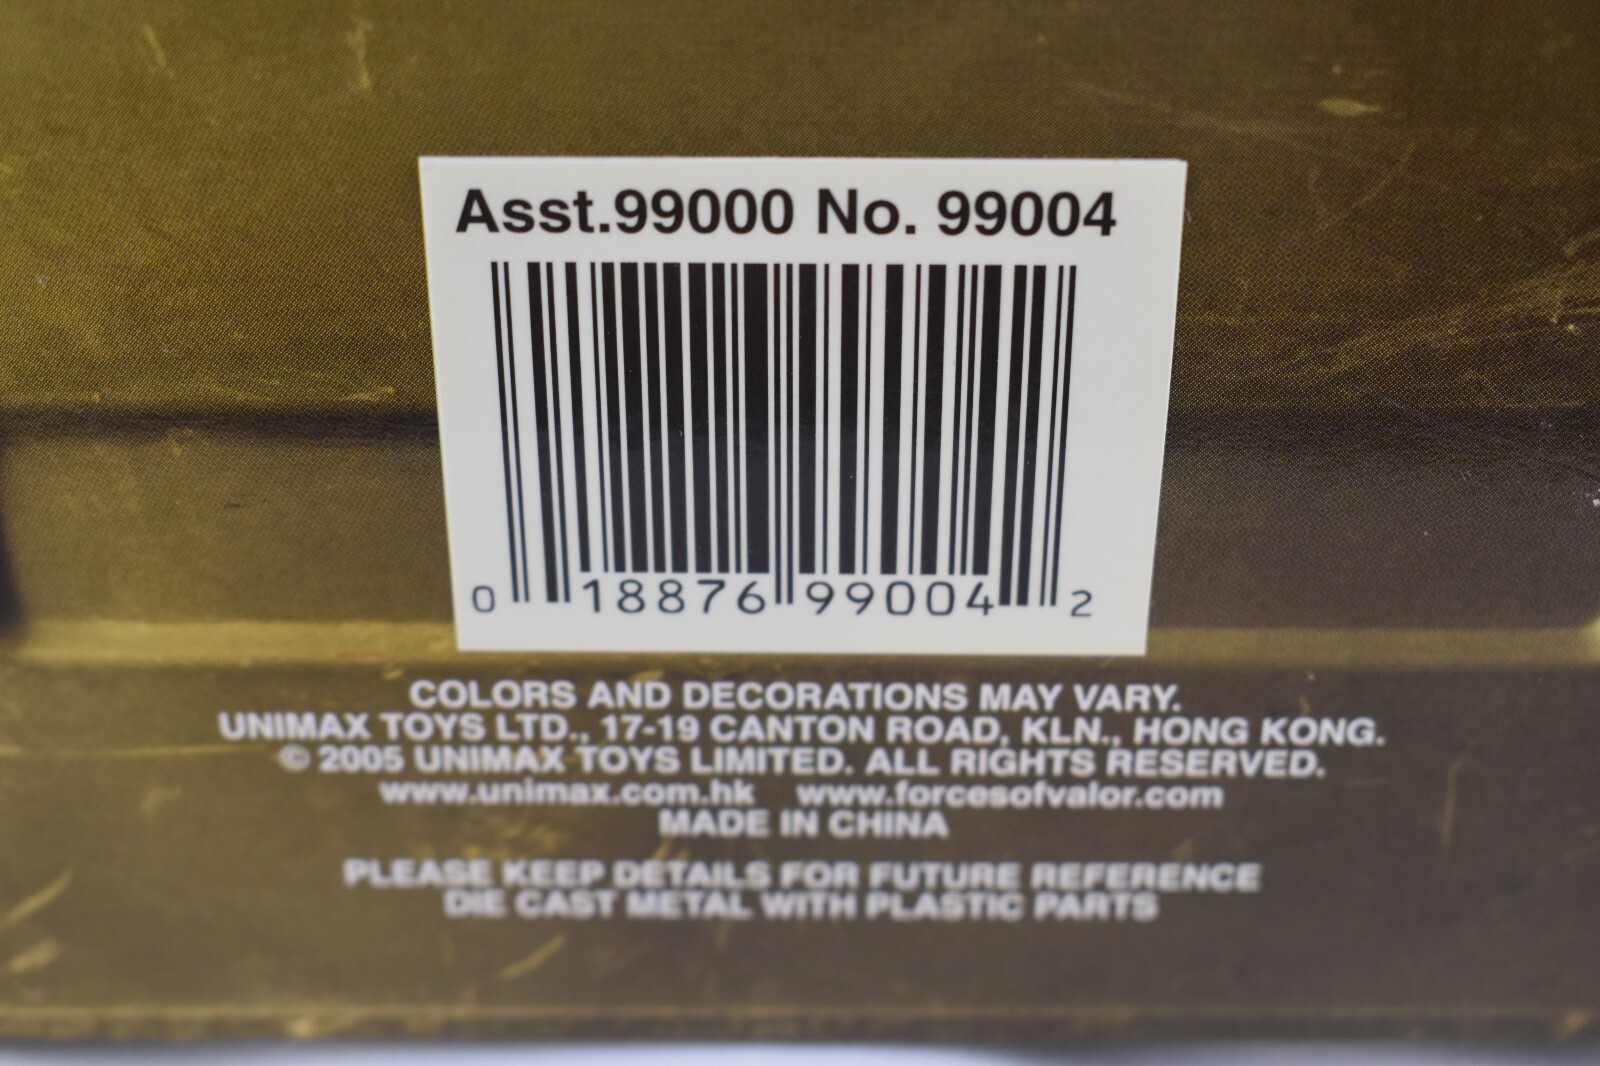 Asst.99000 No. 99004
0 18876 99004 2
COLORS AND DECORATIONS MAY VARY.
UNIMAX TOYS LTD., 17-19 CANTON ROAD, KLN., HONG KONG.
© 2005 UNIMAX TOYS LIMITED. ALL RIGHTS RESERVED.
www.unimax.com.hk www.forcesofvalor.com
MADE IN CHINA
PLEASE KEEP DETAILS FOR FUTURE REFERENCE
DIE CAST METAL WITH PLASTIC PARTS